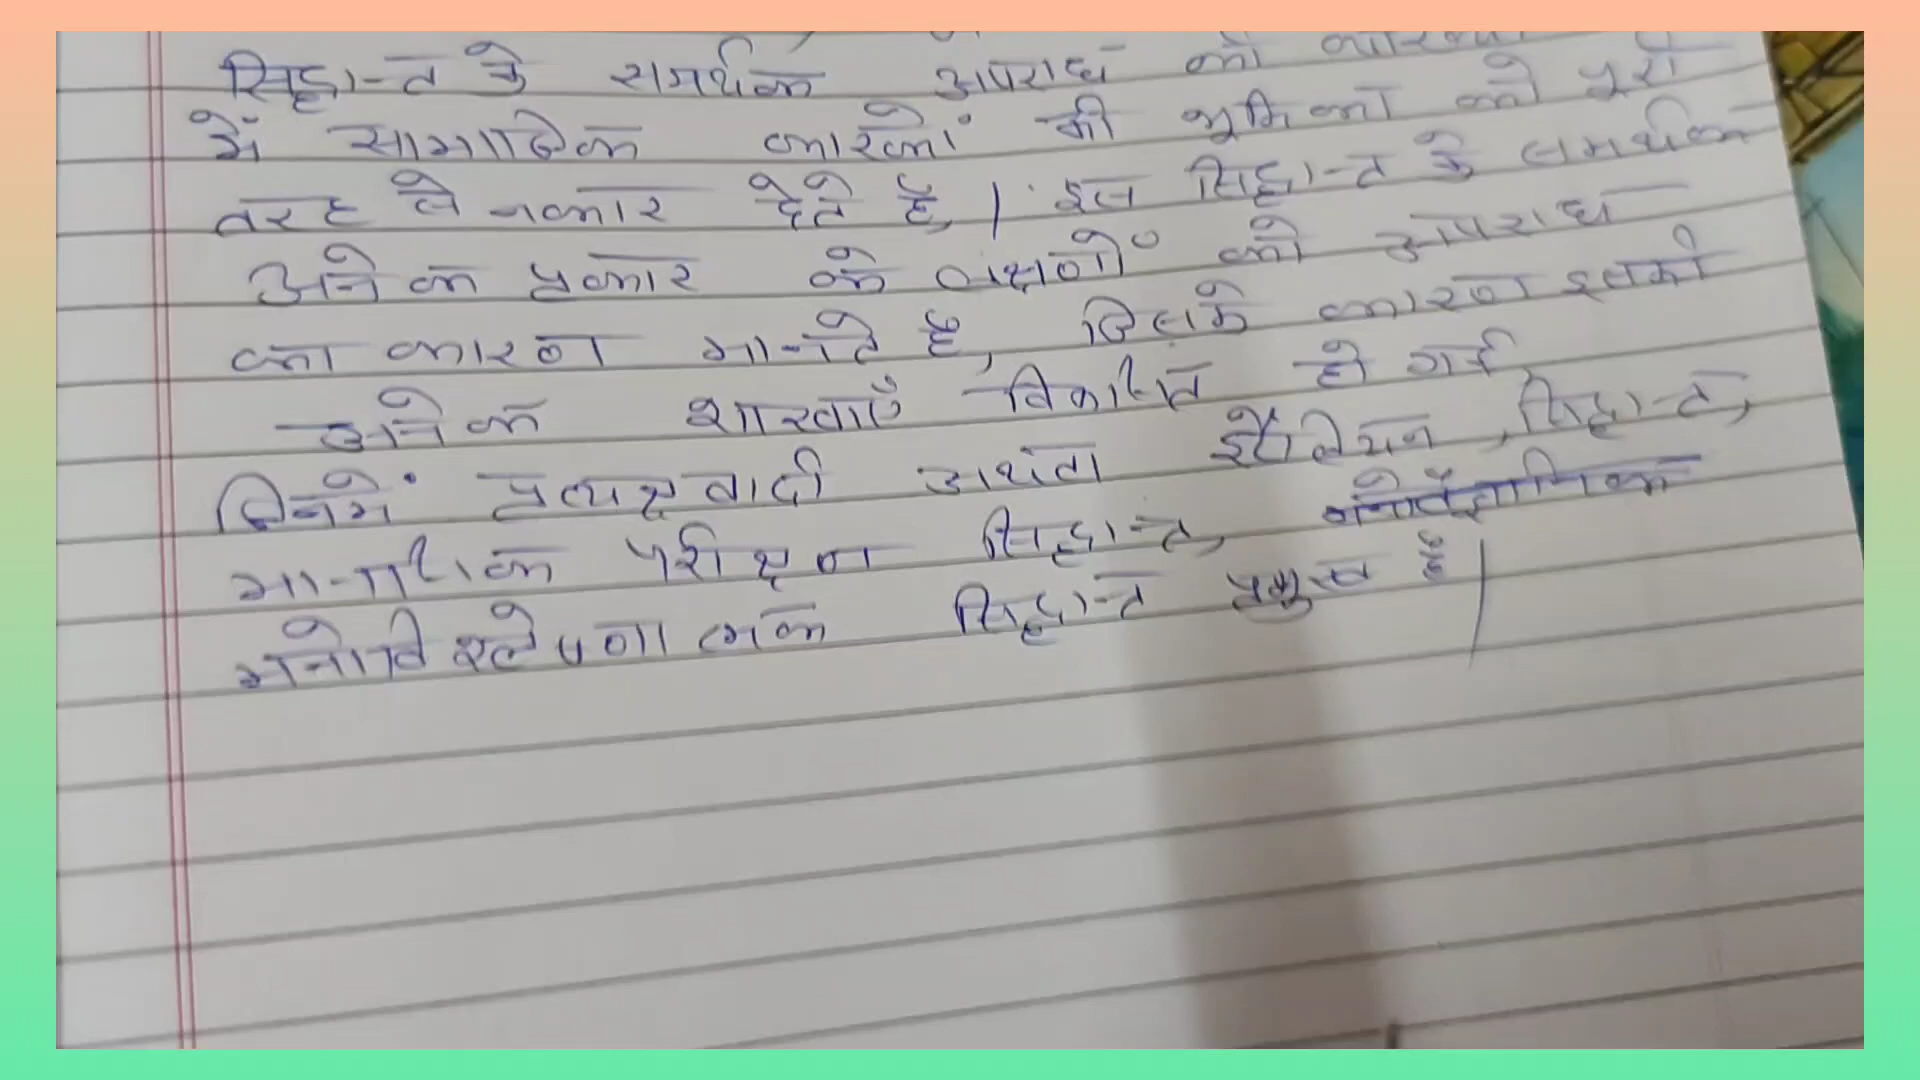 सिद्धान्त के समर्थक अपराध की
में सामाजिक कारकों की भूमिका को पूरी
तरह से नकार देते है, । इस सिद्धान्त के समर्थक
अनेक प्रकार के लक्षणों को अपराध
का कारण मानते है, जिसके कारण इसकी
अनेक शाखाएँ विकसित हो गई,
जिनमें प्रत्यक्षवादी अथवा इटैलियन सिद्धान्त,
मानसिक परीक्षण सिद्धान्त, मनोवैज्ञानिक
मनोविश्लेषणात्मक सिद्धान्त प्रमुख है।